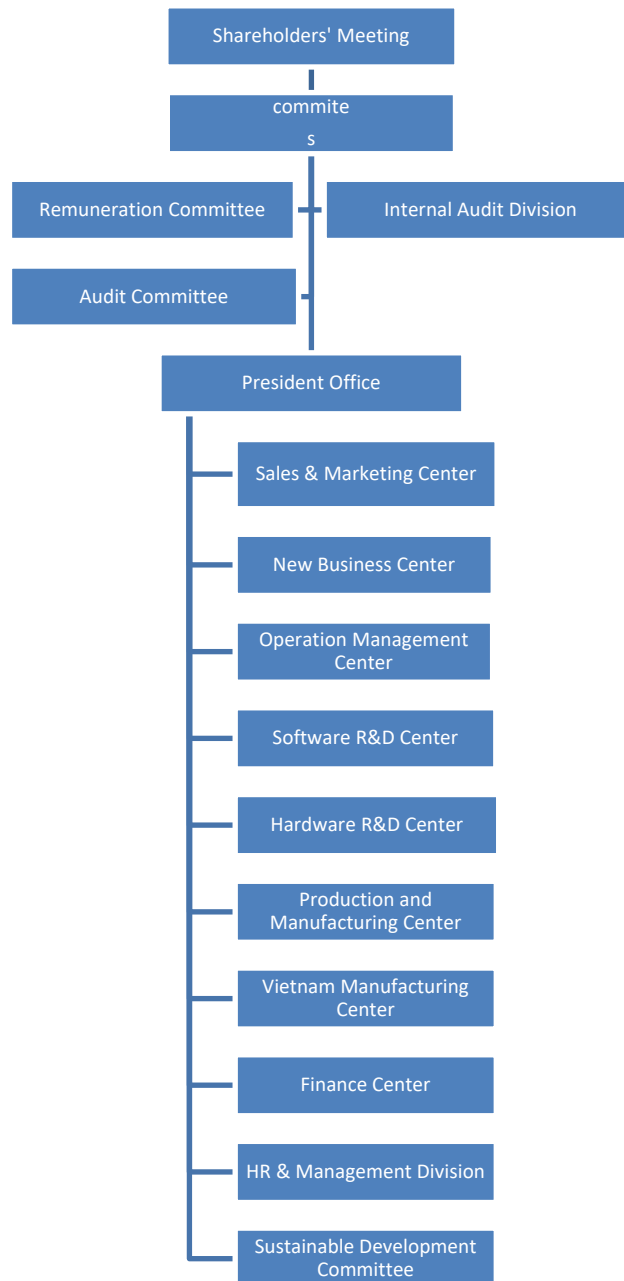 Shareholders' Meeting
commite
s
Remuneration Committee
Internal Audit Division
Audit Committee
President Office
Sales & Marketing Center
New Business Center
Operation Management
Center
Software R&D Center
Hardware R&D Center
Production and
Manufacturing Center
Vietnam Manufacturing
Center
Finance Center
HR & Management Division
Sustainable Development
Committee